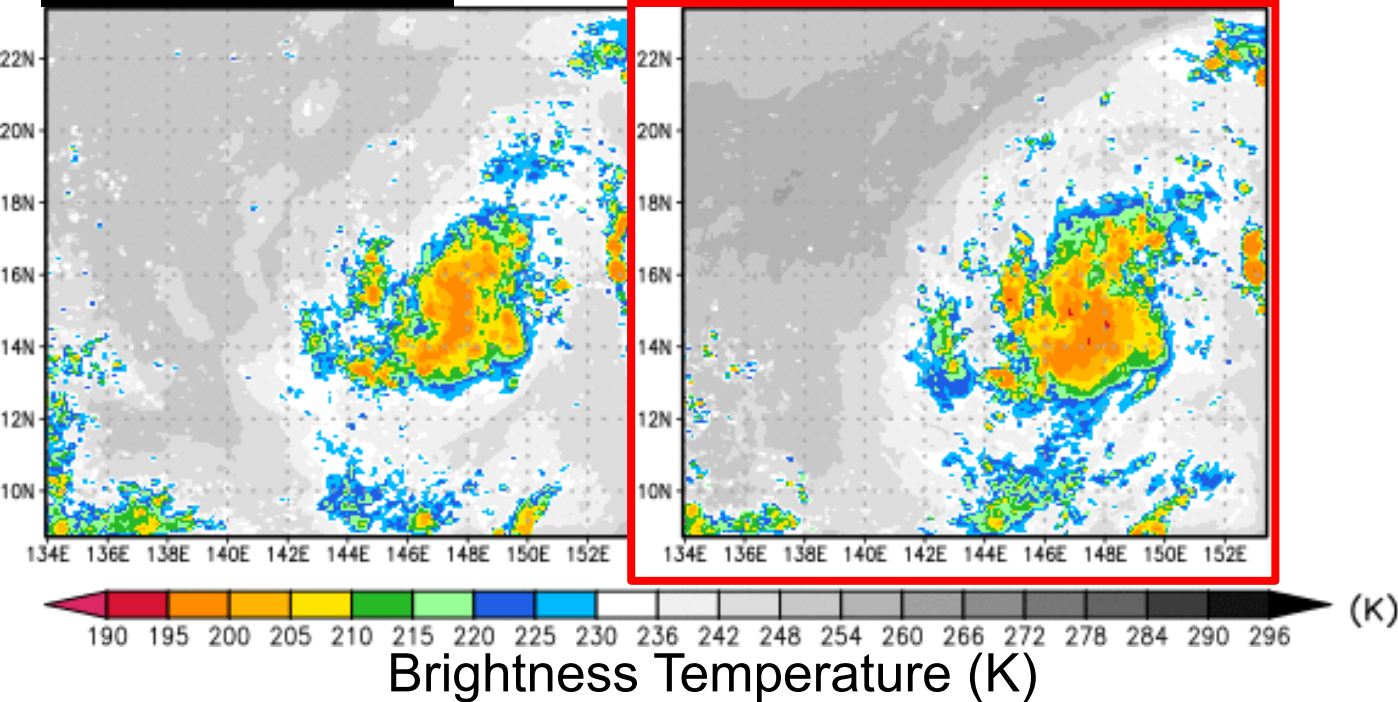 22N 22N
20N 20N
18N 18N
16N 16N
14N 14N
12N 12N
10N 10N
134E 136E 138E 140E 142E 144E 146E 148E 150E 152E 134E 136E 138E 140E 142E 144E 146E 148E 150E 152E
190 195 200 205 210 215 220 225 230 236 242 248 254 260 266 272 278 284 290 296 (K)
Brightness Temperature (K)